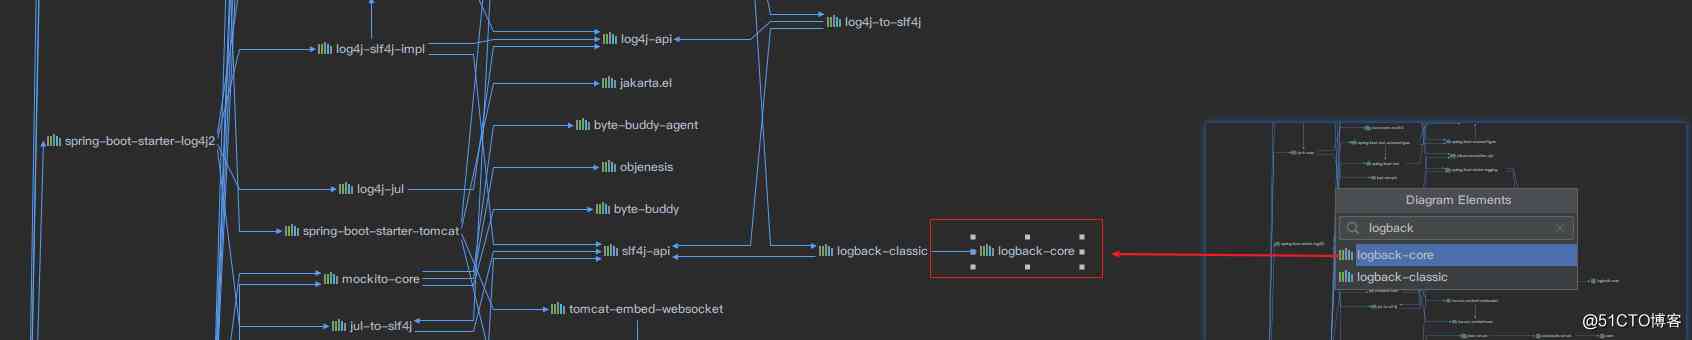 log4j-to-slf4j
log4j-api
log4j-slf4j-impl
jakarta.el
byte-buddy-agent
spring-boot-starter-log4j2
objenesis
log4j-jul
byte-buddy
spring-boot-starter-tomcat
slf4j-api
logback-classic
logback-core
mockito-core
tomcat-embed-websocket
jul-to-slf4j
Diagram Elements
logback
logback-core
logback-classic
@51CTO博客